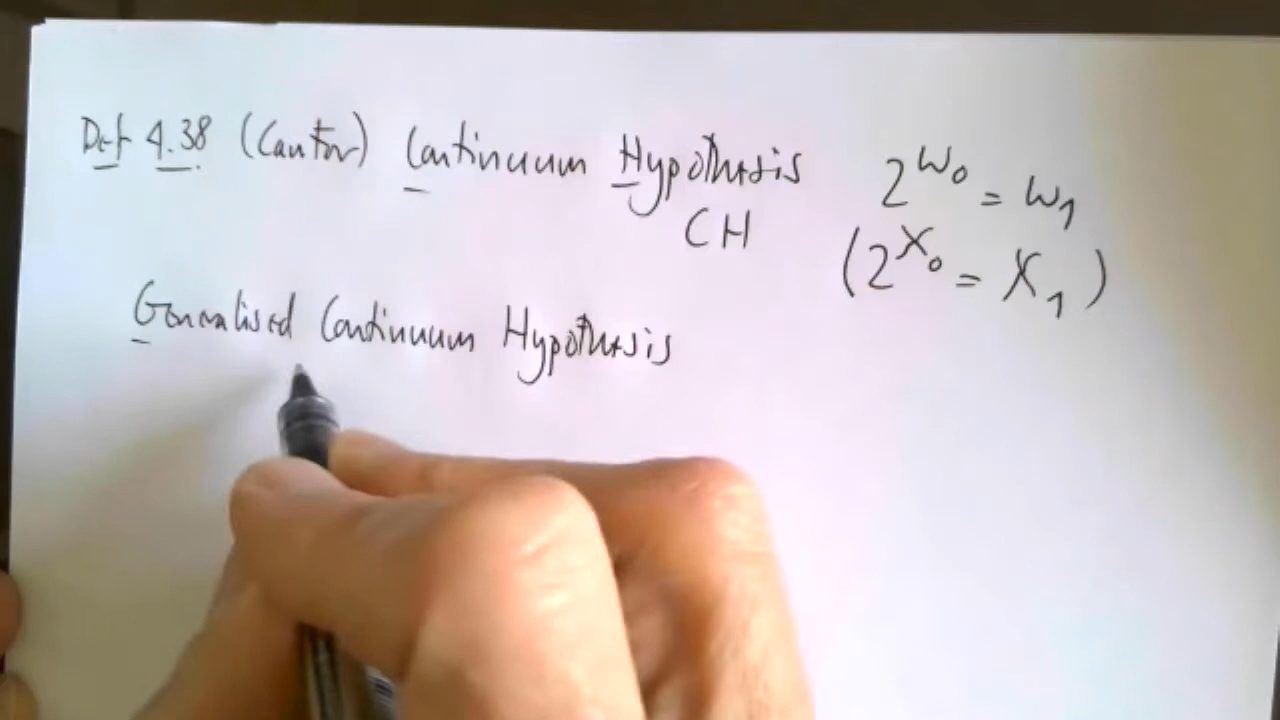 Def 4.38 (Cantor) Continuum Hypothesis 2^ω₀ = ω₁
CH (2^ℵ₀ = ℵ₁)
Generalised Continuum Hypothesis